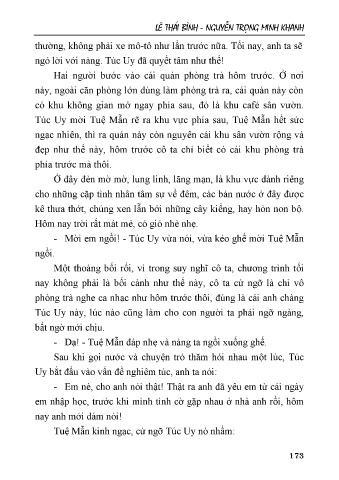 LÊ THÁI BÌNH - NGUYỄN TRỌNG MINH KHANH
thường, không phải xe mô-tô như lần trước nữa. Tối nay, anh ta sẽ
ngỏ lời với nàng. Túc Uy đã quyết tâm như thế!
Hai người bước vào cái quán phòng trà hôm trước. Ở nơi
này, ngoài căn phòng lớn dùng làm phòng trà ra, cái quán này còn
có khu không gian mở ngay phía sau, đó là khu café sân vườn.
Túc Uy mời Tuệ Mẫn rẽ ra khu vực phía sau, Tuệ Mẫn hết sức
ngạc nhiên, thì ra quán này còn nguyên cái khu sân vườn rộng và
đẹp như thế này, hôm trước cô ta chỉ biết có cái khu phòng trà
phía trước mà thôi.
Ở đây đèn mờ mờ, lung linh, lãng mạn, là khu vực dành riêng
cho những cặp tình nhân tâm sự về đêm, các bàn nước ở đây được
kê thưa thớt, chúng xen lẫn bởi những cây kiểng, hay hòn non bộ.
Hôm nay trời rất mát mẻ, có gió nhè nhẹ.
- Mời em ngồi! - Túc Uy vừa nói, vừa kéo ghế mời Tuệ Mẫn
ngồi.
Một thoáng bối rối, vì trong suy nghĩ cô ta, chương trình tối
nay không phải là bối cảnh như thế này, cô ta cứ ngỡ là chỉ vô
phòng trà nghe ca nhạc như hôm trước thôi, đúng là cái anh chàng
Túc Uy này, lúc nào cũng làm cho con người ta phải ngỡ ngàng,
bất ngờ mới chịu.
- Dạ! - Tuệ Mẫn đáp nhẹ và nàng ta ngồi xuống ghế.
Sau khi gọi nước và chuyện trò thăm hỏi nhau một lúc, Túc
Uy bắt đầu vào vấn đề nghiêm túc, anh ta nói:
- Em nè, cho anh nói thật! Thật ra anh đã yêu em từ cái ngày
em nhập học, trước khi mình tình cờ gặp nhau ở nhà anh rồi, hôm
nay anh mới dám nói!
Tuệ Mẫn kinh ngạc, cứ ngỡ Túc Uy nó nhầm:
173